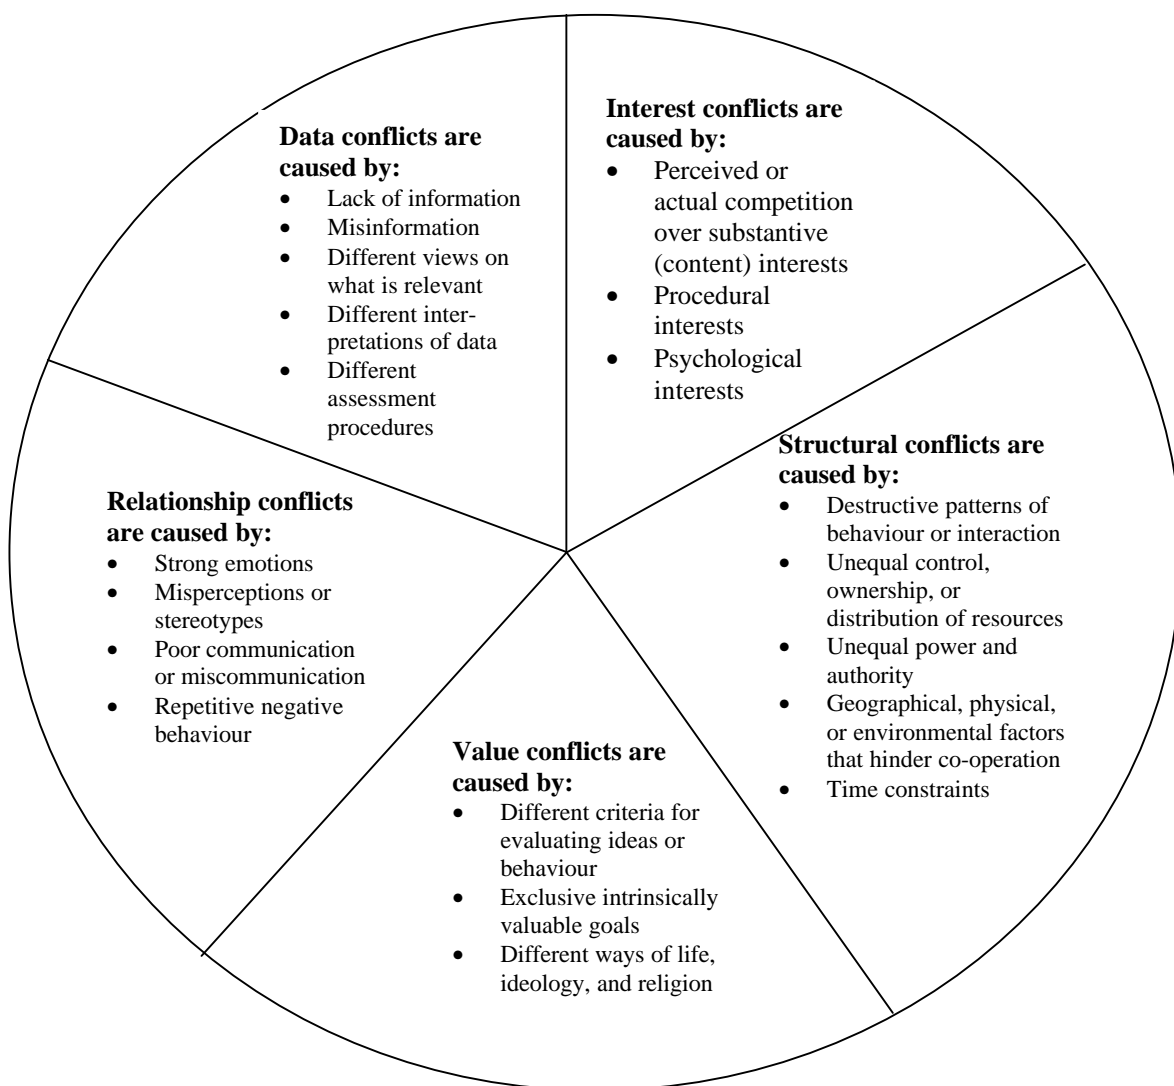 Data conflicts are
caused by:
• Lack of information
• Misinformation
• Different views on
what is relevant
• Different inter-
pretations of data
• Different
assessment
procedures
Interest conflicts are
caused by:
• Perceived or
actual competition
over substantive
(content) interests
• Procedural
interests
• Psychological
interests
Structural conflicts are
caused by:
• Destructive patterns of
behaviour or interaction
• Unequal control,
ownership, or
distribution of resources
• Unequal power and
authority
• Geographical, physical,
or environmental factors
that hinder co-operation
• Time constraints
Relationship conflicts
are caused by:
• Strong emotions
• Misperceptions or
stereotypes
• Poor communication
or miscommunication
• Repetitive negative
behaviour
Value conflicts are
caused by:
• Different criteria for
evaluating ideas or
behaviour
• Exclusive intrinsically
valuable goals
• Different ways of life,
ideology, and religion